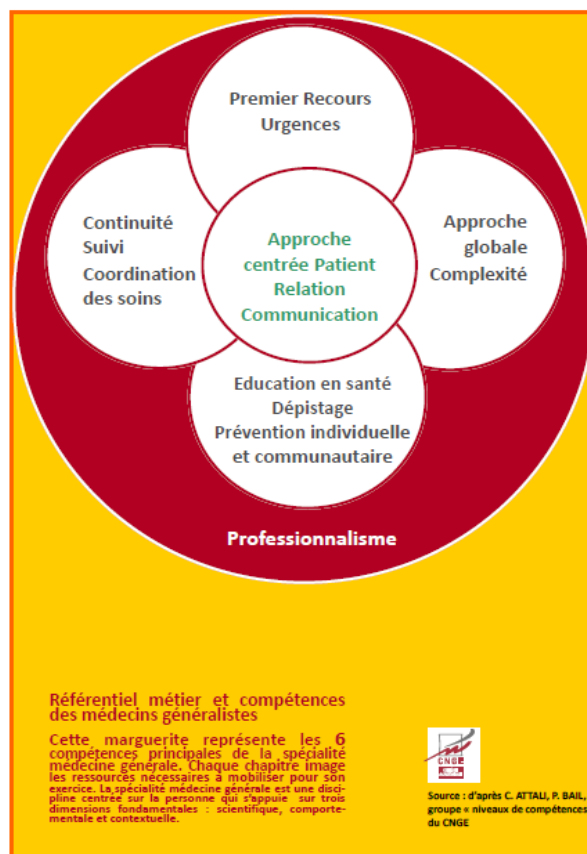 Premier Recours
Urgences
Continuité
Suivi
Coordination
des soins
Approche
centrée Patient
Relation
Communication
Approche
globale
Complexité
Education en santé
Dépistage
Prévention individuelle
et communautaire
Professionnalisme
Référentiel métier et compétences
des médecins généralistes
Cette marguerite représente les 6
compétences principales de la spécialité
médecine générale. Chaque chapitre image
les ressources nécessaires à mobiliser pour son
exercice. La spécialité médecine générale est une disci-
pline centrée sur la personne qui s'appuie sur trois
dimensions fondamentales : scientifique, comporte-
mentale et contextuelle.
CNGE
Source : d'après C. ATTALI, P. BAIL,
groupe « niveaux de compétences
du CNGE